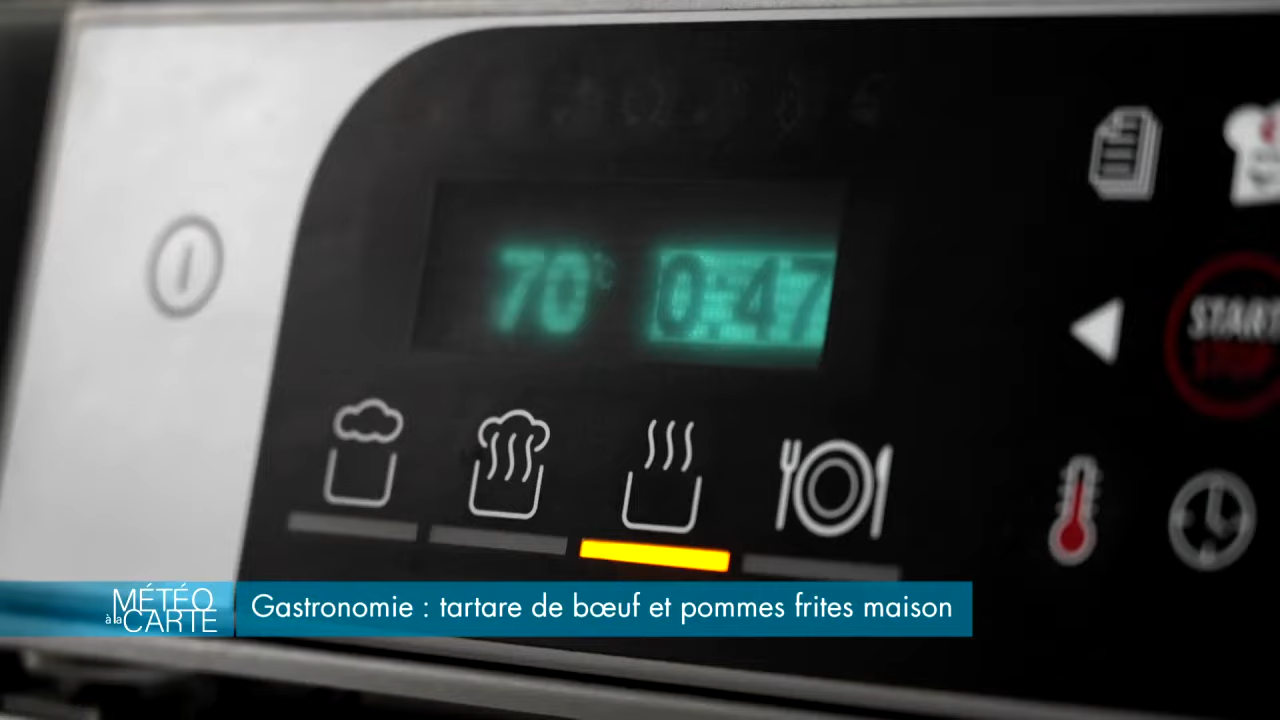 70°C 0:47
START
STOP
MÉTÉO
à la CARTE
Gastronomie : tartare de bœuf et pommes frites maison